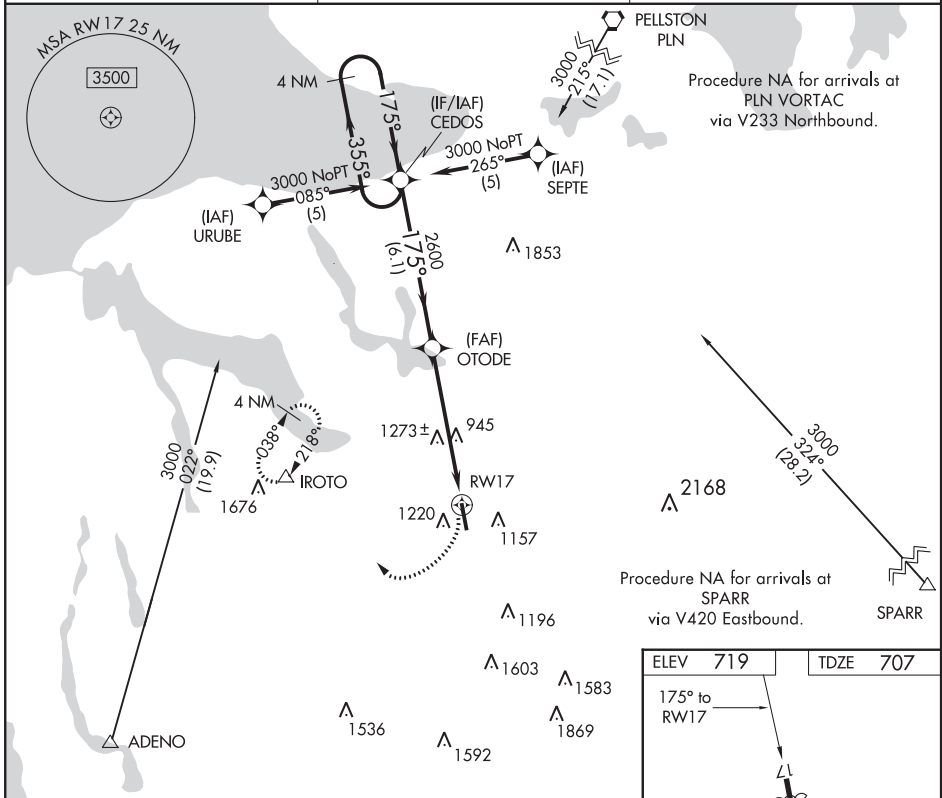 MSA RW17 25 NM
3500
4 NM
175°
355°
(IF/IAF)
CEDOS
3000
215°
(17.1)
PELLSTON
PLN
Procedure NA for arrivals at
PLN VORTAC
via V233 Northbound.
3000 NoPT
085°
(5)
3000 NoPT
265°
(5)
(IAF)
SEPTE
(IAF)
URUBE
2600
175°
(6.1)
1853
(FAF)
OTODE
4 NM
038°
218°
IROTO
1676
3000
022°
(19.9)
1273±
945
RW17
1220
1157
2168
3000
324°
(28.2)
Procedure NA for arrivals at
SPARR
via V420 Eastbound.
SPARR
1196
1603
1583
1869
1536
1592
ADENO
ELEV 719
TDZE 707
175° to
RW17
17